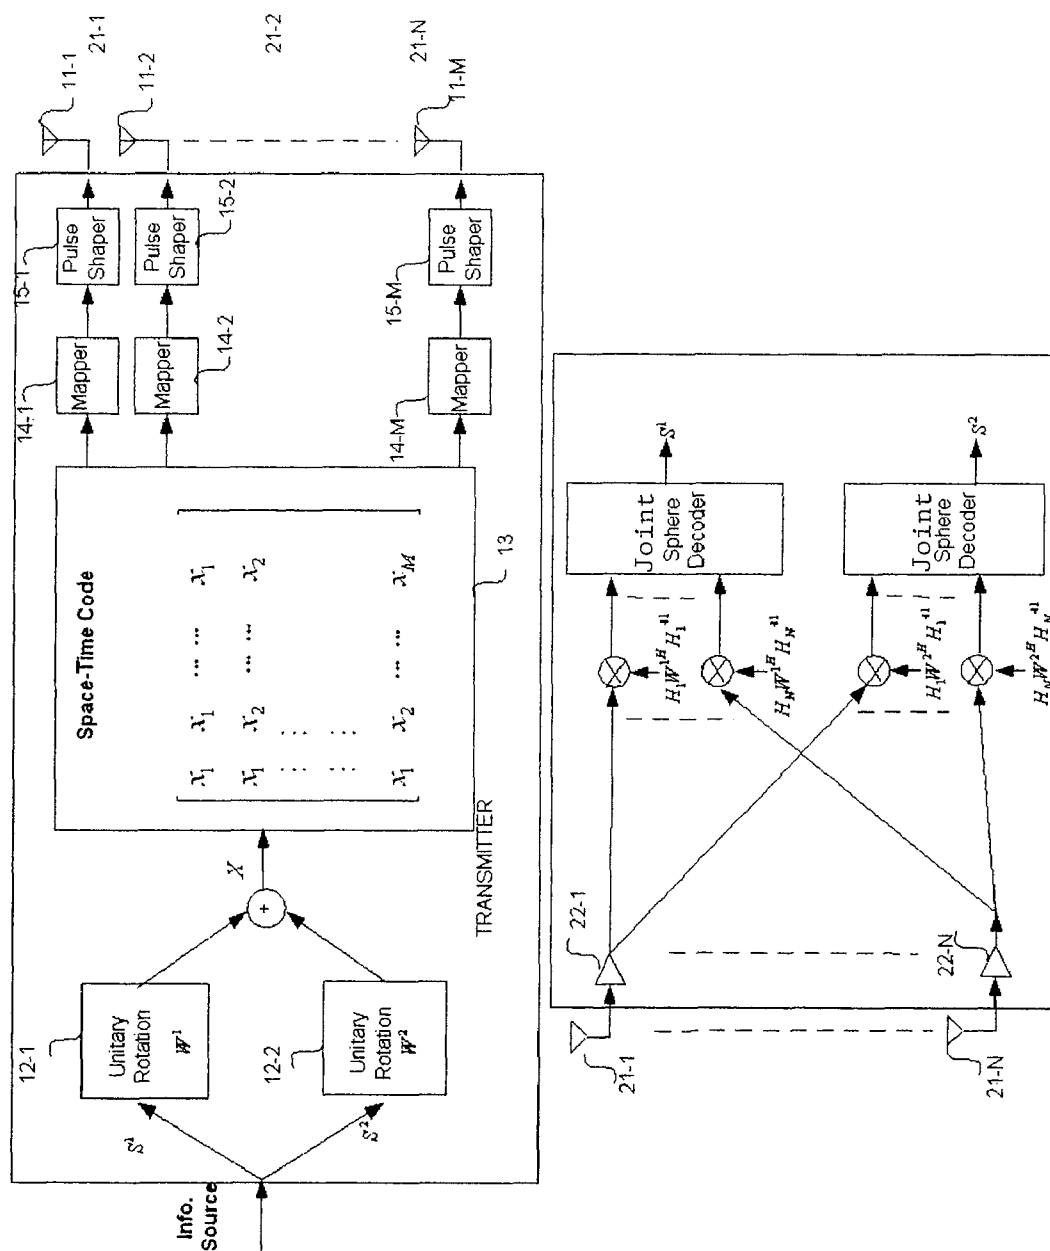 Info.
Source
S¹
S²
12-1
Unitary
Rotation
W¹
12-2
Unitary
Rotation
W²
+
X
TRANSMITTER
Space-Time Code
x₁ x₁ ... ... x₁
x₁ x₂ ... ... x₂
x₁ x₂ ... ... x_M
13
14-1
Mapper
15-1
Pulse
Shaper
11-1
21-1
Mapper
14-2
Pulse
Shaper
15-2
11-2
21-2
14-M
Mapper
15-M
Pulse
Shaper
21-N
11-M
21-1
22-1
21-N
22-N
H₁W¹ᴴH₁⁺¹
H_N W¹ᴴH_N⁺¹
H₁W²ᴴH₁⁺¹
H_N W²ᴴH_N⁺¹
Joint
Sphere
Decoder
S¹
Joint
Sphere
Decoder
S²